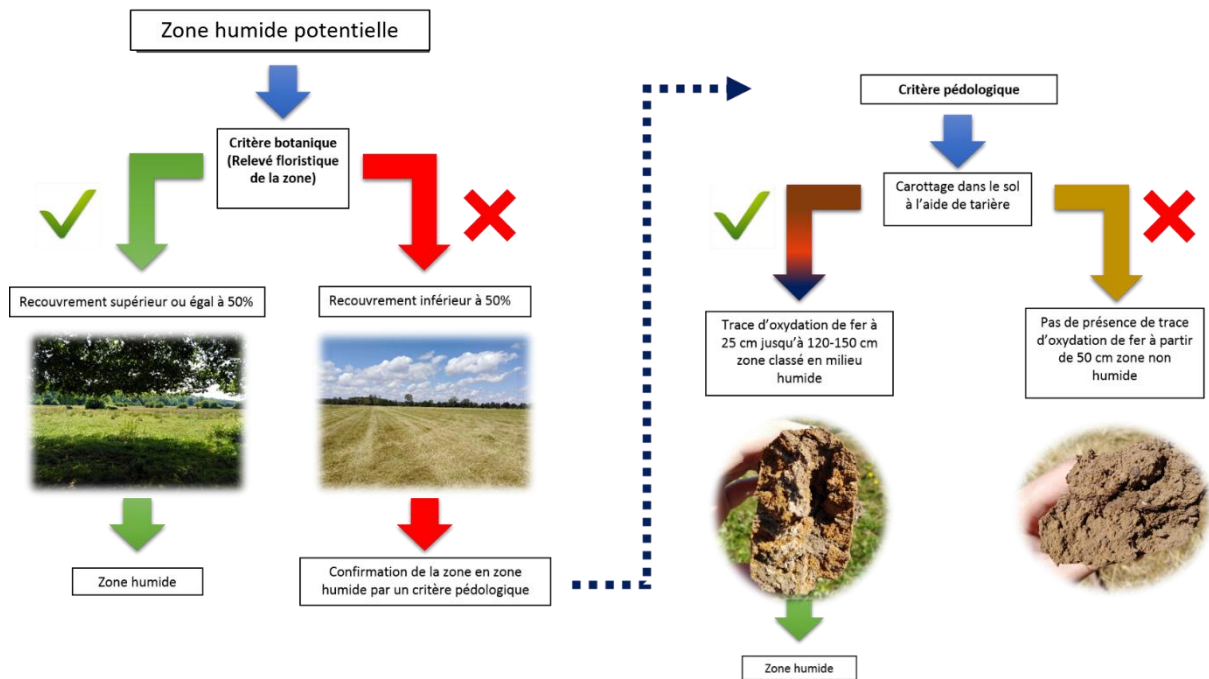 Zone humide potentielle
Critère botanique
(Relevé floristique
de la zone)
Recouvrement supérieur ou égal à 50%
Recouvrement inférieur à 50%
Zone humide
Confirmation de la zone en zone
humide par un critère pédologique
Critère pédologique
Carottage dans le sol
à l'aide de tarière
Trace d'oxydation de fer à
25 cm jusqu'à 120-150 cm
zone classé en milieu
humide
Pas de présence de trace
d'oxydation de fer à partir
de 50 cm zone non
humide
Zone humide